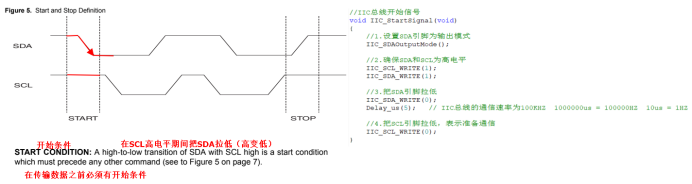 Figure 5. Start and Stop Definition
SDA
SCL
START
STOP
开始条件
在SCL高电平期间把SDA拉低（高变低）
START CONDITION: A high-to-low transition of SDA with SCL high is a start condition
which must precede any other command (see to Figure 5 on page 7).
在传输数据之前必须有开始条件
//IIC总线开始信号
void IIC_StartSignal(void)
{
//1.设置SDA引脚为输出模式
IIC_SDAOutputMode();
//2.确保SDA和SCL为高电平
IIC_SCL_WRITE(1);
IIC_SDA_WRITE(1);
//3.把SDA引脚拉低
IIC_SDA_WRITE(0);
Delay_us(5); // IIC总线的通信速率为100KHZ 1000000us = 100000HZ 10us = 1HZ
//4.把SCL引脚拉低，表示准备通信
IIC_SCL_WRITE(0);
}